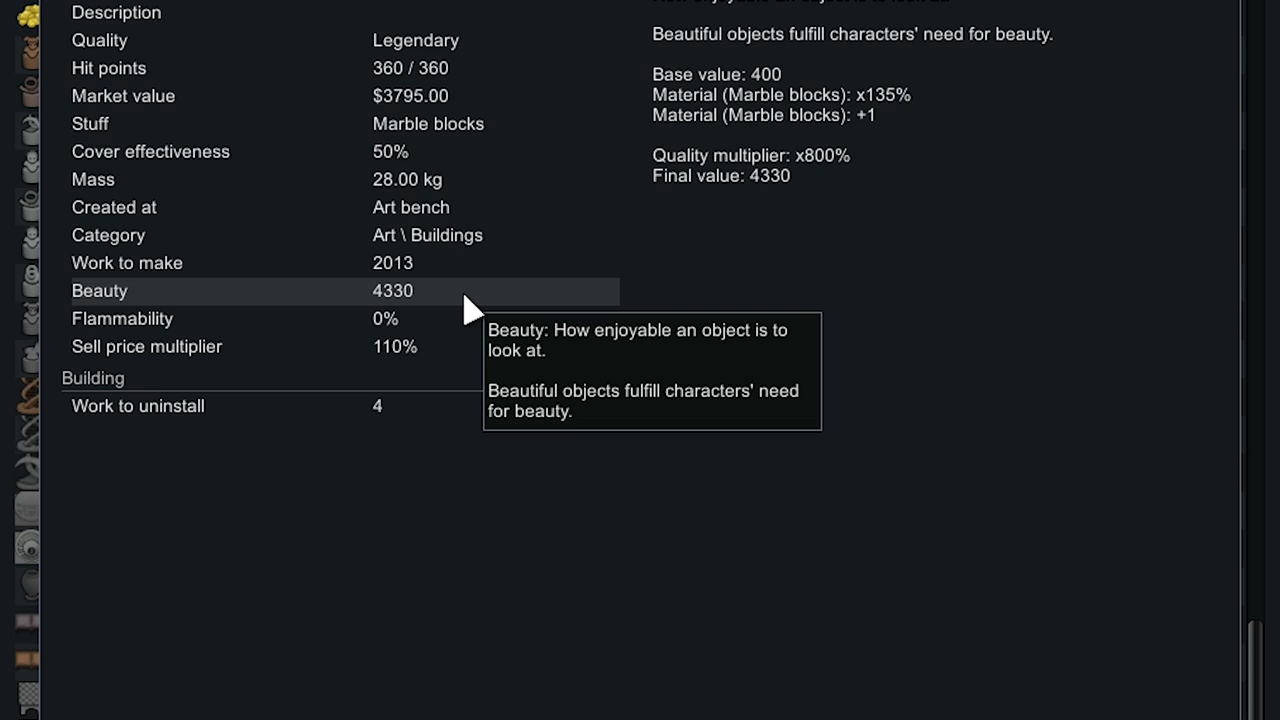 Description
Quality Legendary
Hit points 360 / 360
Market value $3795.00
Stuff Marble blocks
Cover effectiveness 50%
Mass 28.00 kg
Created at Art bench
Category Art \ Buildings
Work to make 2013
Beauty 4330
Flammability 0%
Sell price multiplier 110%
Building
Work to uninstall 4
Beautiful objects fulfill characters' need for beauty.
Base value: 400
Material (Marble blocks): x135%
Material (Marble blocks): +1
Quality multiplier: x800%
Final value: 4330
Beauty: How enjoyable an object is to
look at.
Beautiful objects fulfill characters' need
for beauty.